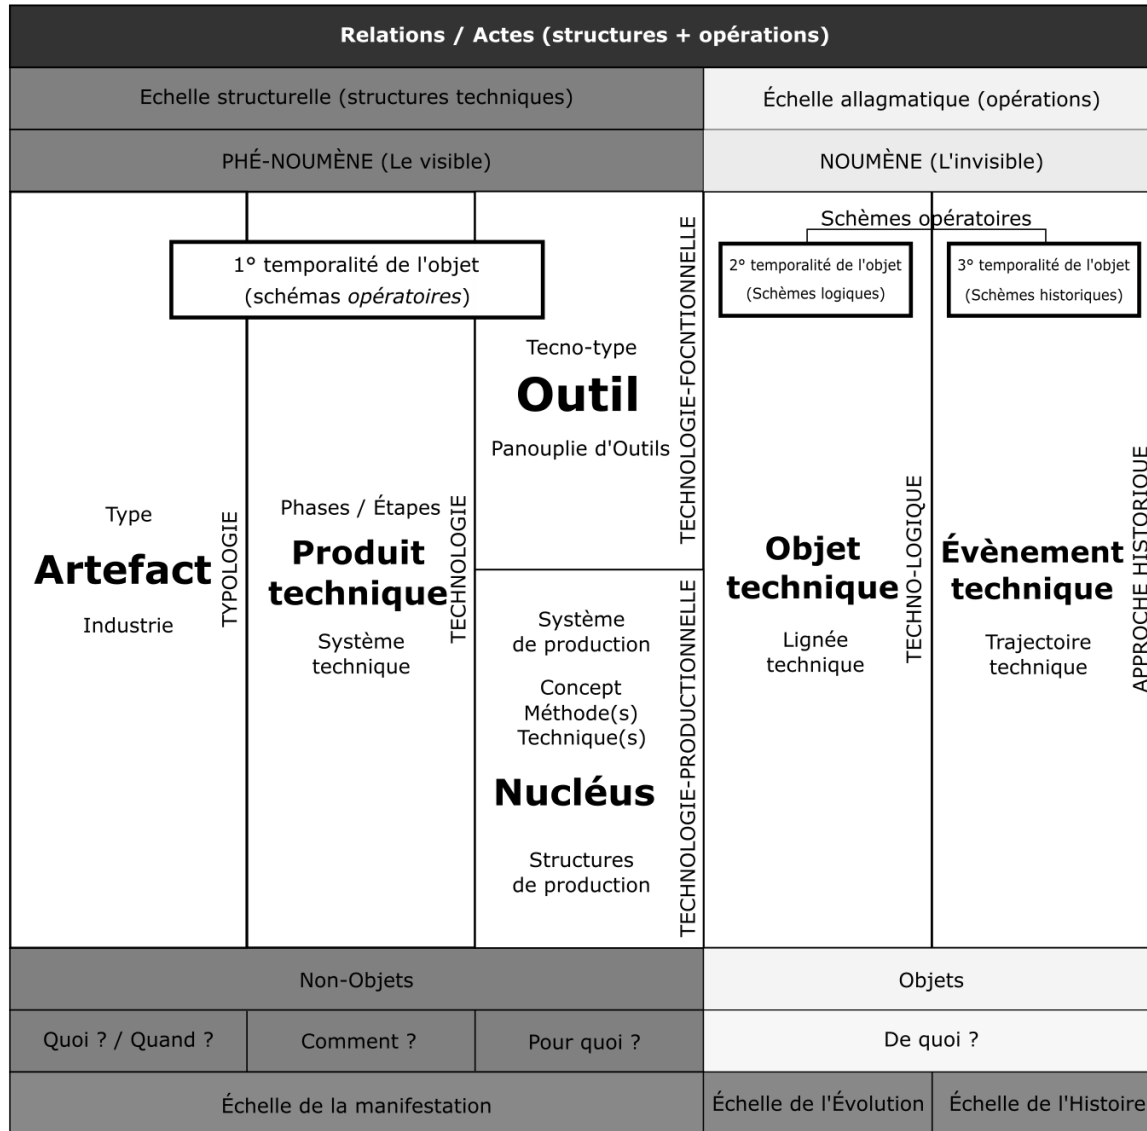 Relations / Actes (structures + opérations)
Echelle structurelle (structures techniques)
Échelle allagmatique (opérations)
PHÉ-NOUMÈNE (Le visible)
NOUMÈNE (L'invisible)
1° temporalité de l'objet
(schémas opératoires)
Schèmes opératoires
2° temporalité de l'objet
(Schèmes logiques)
3° temporalité de l'objet
(Schèmes historiques)
Type
Artefact
Industrie
TYPOLOGIE
Phases / Étapes
Produit
technique
Système
technique
TECHNOLOGIE
Tecno-type
Outil
Panouplie d'Outils
TECHNOLOGIE-FOCNTIONNELLE
Système
de production
Concept
Méthode(s)
Technique(s)
Nucléus
Structures
de production
TECHNOLOGIE-PRODUCTIONNELLE
Objet
technique
Lignée
technique
TECHNO-LOGIQUE
Évènement
technique
Trajectoire
technique
APPROCHE HISTORIQUE
Non-Objets
Objets
Quoi ? / Quand ?
Comment ?
Pour quoi ?
De quoi ?
Échelle de la manifestation
Échelle de l'Évolution
Échelle de l'Histoire